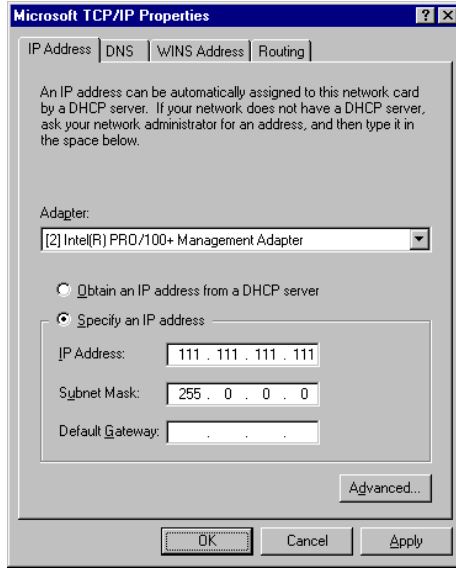 Microsoft TCP/IP Properties
? X
IP Address DNS WINS Address Routing
An IP address can be automatically assigned to this network card
by a DHCP server. If your network does not have a DHCP server,
ask your network administrator for an address, and then type it in
the space below.
Adapter:
[2] Intel(R) PRO/100+ Management Adapter
Obtain an IP address from a DHCP server
Specify an IP address
IP Address: 111 . 111 . 111 . 111
Subnet Mask: 255 . 0 . 0 . 0
Default Gateway: . . .
Advanced...
OK Cancel Apply